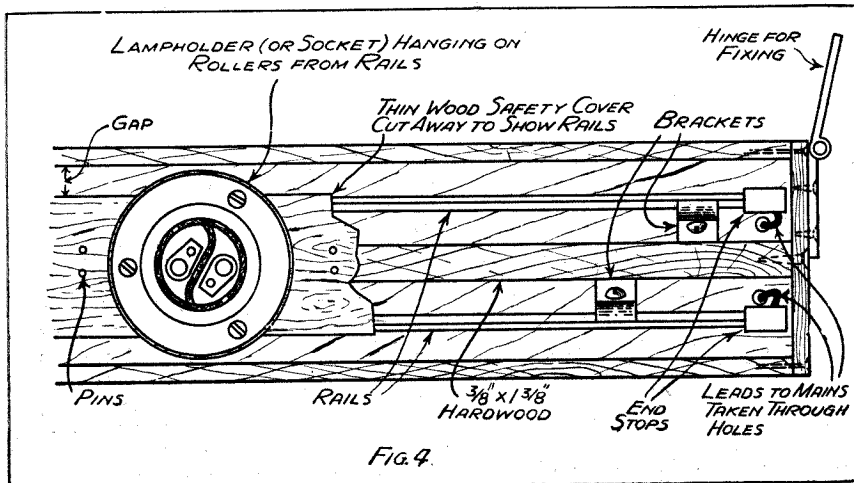 LAMPHOLDER (OR SOCKET) HANGING ON
ROLLERS FROM RAILS
HINGE FOR
FIXING
GAP
THIN WOOD SAFETY COVER
CUT AWAY TO SHOW RAILS
BRACKETS
PINS
RAILS
3/8" x 1 3/8"
HARDWOOD
END
STOPS
LEADS TO MAINS
TAKEN THROUGH
HOLES
FIG. 4